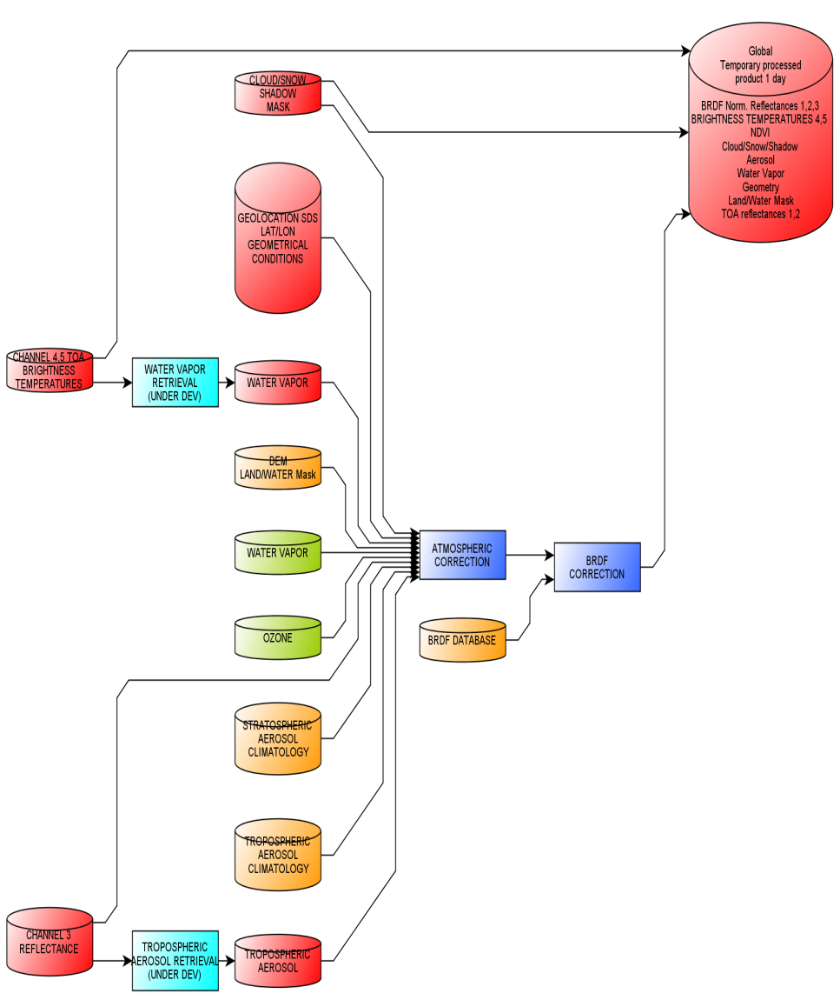 Global
Temporary processed
product 1 day
BRDF Norm. Reflectances 1,2,3
BRIGHTNESS TEMPERATURES 4,5
NDVI
Cloud/Snow/Shadow
Aerosol
Water Vapor
Geometry
Land/Water Mask
TOA reflectances 1,2
CLOUD/SNOW
SHADOW
MASK
GEOLOCATION SDS
LAT/LON
GEOMETRICAL
CONDITIONS
CHANNEL 4,5 TOA
BRIGHTNESS
TEMPERATURES
WATER VAPOR
RETRIEVAL
(UNDER DEV)
WATER VAPOR
DEM
LAND/WATER Mask
WATER VAPOR
ATMOSPHERIC
CORRECTION
BRDF
CORRECTION
OZONE
BRDF DATABASE
STRATOSPHERIC
AEROSOL
CLIMATOLOGY
TROPOSPHERIC
AEROSOL
CLIMATOLOGY
CHANNEL 3
REFLECTANCE
TROPOSPHERIC
AEROSOL RETRIEVAL
(UNDER DEV)
TROPOSPHERIC
AEROSOL